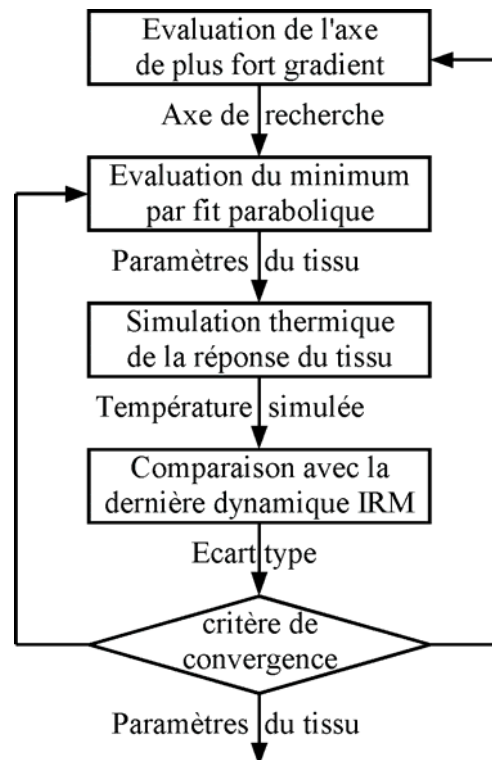 Evaluation de l'axe
de plus fort gradient
Axe de recherche
Evaluation du minimum
par fit parabolique
Paramètres du tissu
Simulation thermique
de la réponse du tissu
Température simulée
Comparaison avec la
dernière dynamique IRM
Ecart type
critère de
convergence
Paramètres du tissu